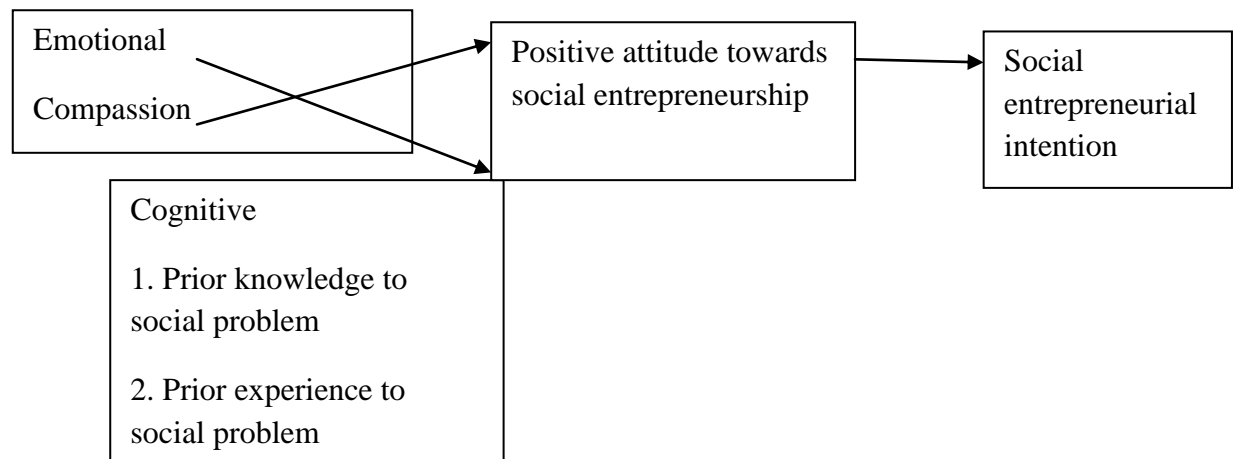 Emotional
Compassion
Positive attitude towards
social entrepreneurship
Social
entrepreneurial
intention
Cognitive
1. Prior knowledge to
social problem
2. Prior experience to
social problem